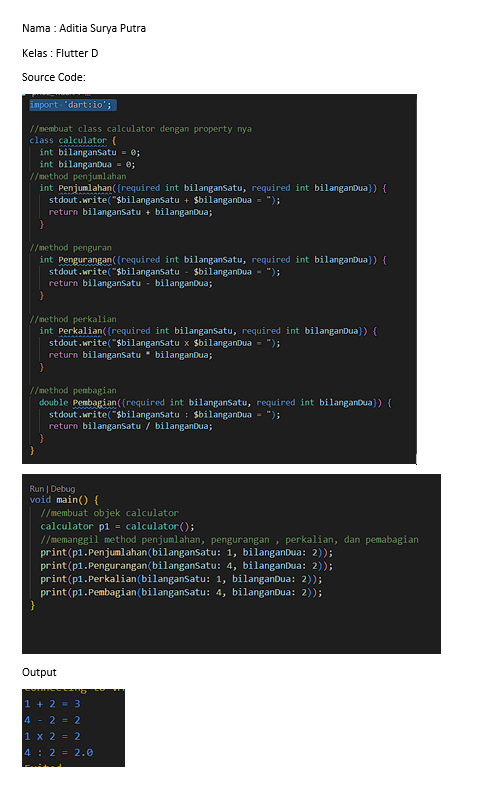 Nama : Aditia Surya Putra
Kelas : Flutter D
Source Code:
import 'dart:io';
//membuat class calculator dengan property nya
class calculator {
int bilanganSatu = 0;
int bilanganDua = 0;
//method penjumlahan
int Penjumlahan({required int bilanganSatu, required int bilanganDua}) {
stdout.write("$bilanganSatu + $bilanganDua = ");
return bilanganSatu + bilanganDua;
}
//method penguran
int Pengurangan({required int bilanganSatu, required int bilanganDua}) {
stdout.write("$bilanganSatu - $bilanganDua = ");
return bilanganSatu - bilanganDua;
}
//method perkalian
int Perkalian({required int bilanganSatu, required int bilanganDua}) {
stdout.write("$bilanganSatu x $bilanganDua = ");
return bilanganSatu * bilanganDua;
}
//method pembagian
double Pembagian({required int bilanganSatu, required int bilanganDua}) {
stdout.write("$bilanganSatu : $bilanganDua = ");
return bilanganSatu / bilanganDua;
}
}
Run | Debug
void main() {
//membuat objek calculator
calculator p1 = calculator();
//memanggil method penjumlahan, pengurangan , perkalian, dan pemabagian
print(p1.Penjumlahan(bilanganSatu: 1, bilanganDua: 2));
print(p1.Pengurangan(bilanganSatu: 4, bilanganDua: 2));
print(p1.Perkalian(bilanganSatu: 1, bilanganDua: 2));
print(p1.Pembagian(bilanganSatu: 4, bilanganDua: 2));
}
Output
1 + 2 = 3
4 - 2 = 2
1 x 2 = 2
4 : 2 = 2.0